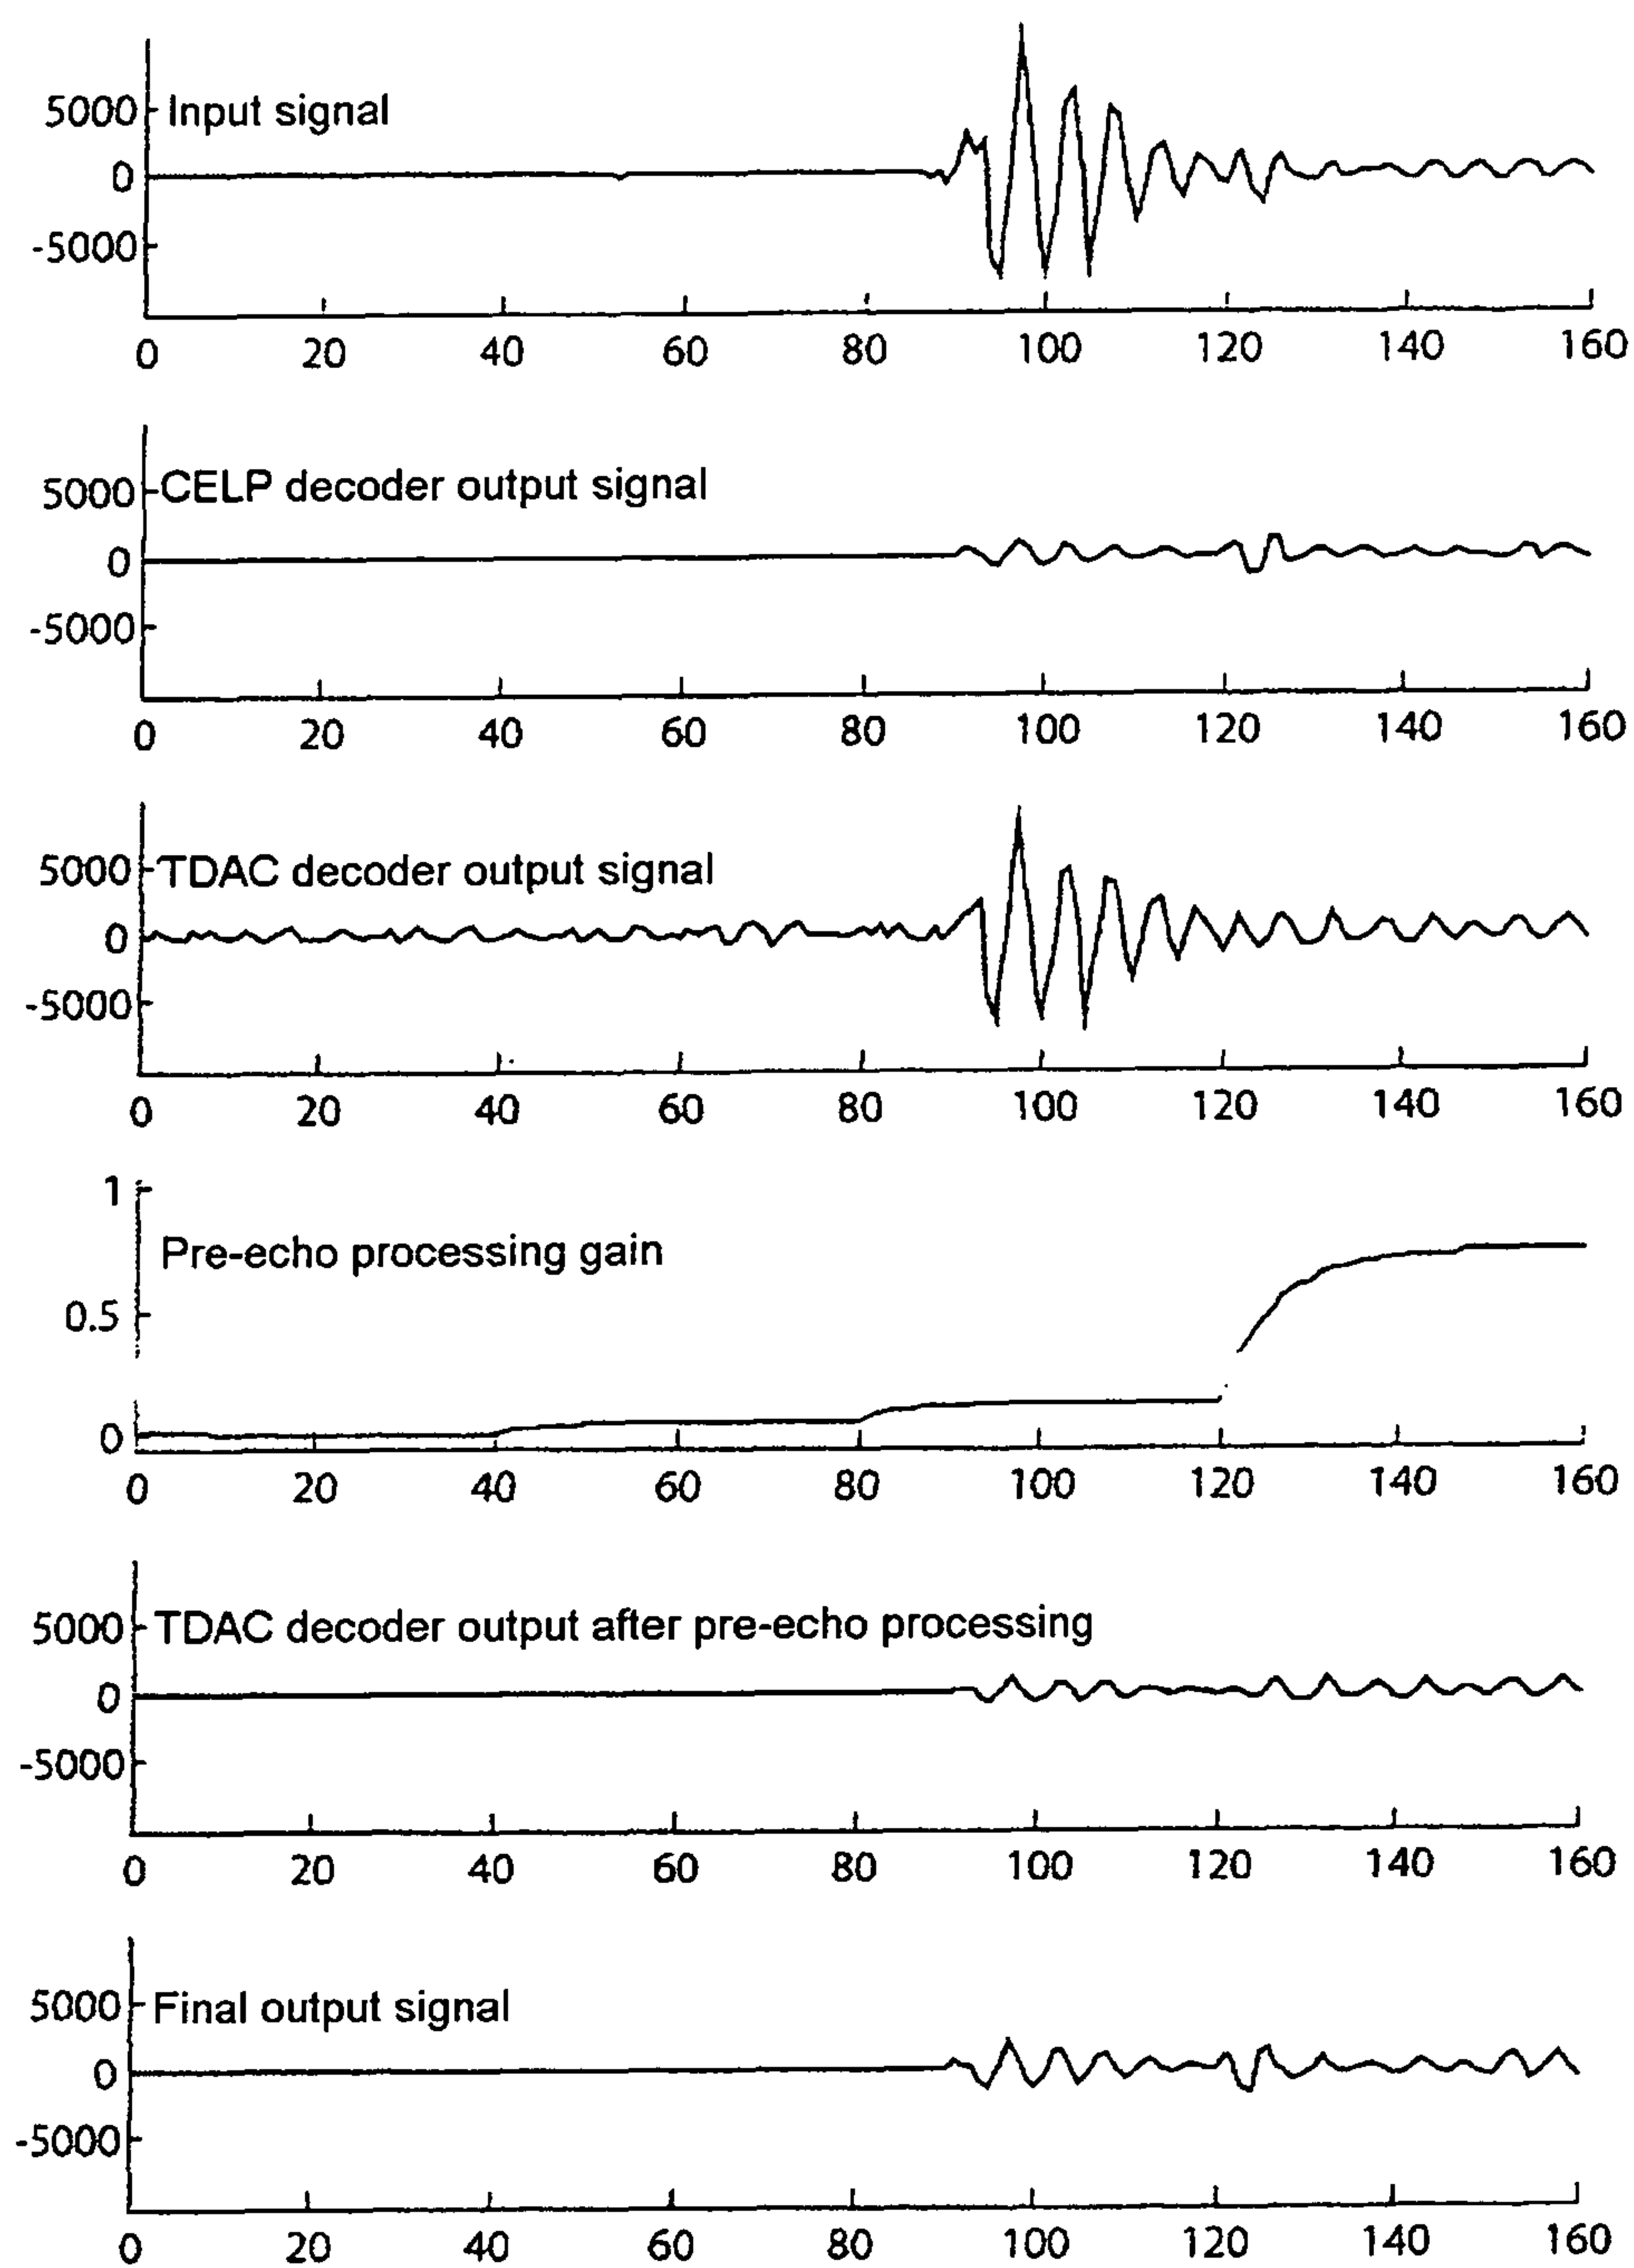 5000 Input signal
0
-5000
0 20 40 60 80 100 120 140 160
5000 CELP decoder output signal
0
-5000
0 20 40 60 80 100 120 140 160
5000 TDAC decoder output signal
0
-5000
0 20 40 60 80 100 120 140 160
1
Pre-echo processing gain
0.5
0
0 20 40 60 80 100 120 140 160
5000 TDAC decoder output after pre-echo processing
0
-5000
0 20 40 60 80 100 120 140 160
5000 Final output signal
0
-5000
0 20 40 60 80 100 120 140 160